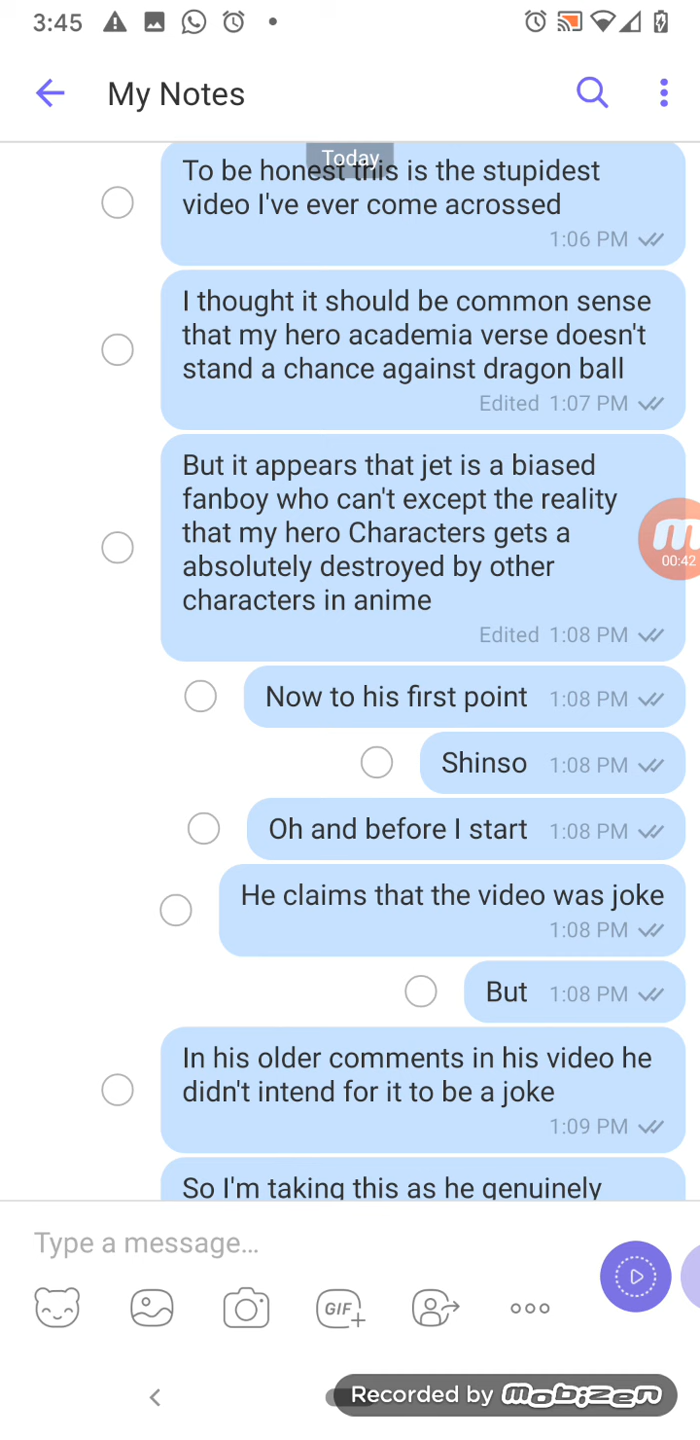 3:45
My Notes
Today
To be honest this is the stupidest
video I've ever come acrossed
1:06 PM
I thought it should be common sense
that my hero academia verse doesn't
stand a chance against dragon ball
Edited 1:07 PM
But it appears that jet is a biased
fanboy who can't except the reality
that my hero Characters gets a
absolutely destroyed by other
characters in anime
Edited 1:08 PM
m
00:42
Now to his first point 1:08 PM
Shinso 1:08 PM
Oh and before I start 1:08 PM
He claims that the video was joke
1:08 PM
But 1:08 PM
In his older comments in his video he
didn't intend for it to be a joke
1:09 PM
So I'm taking this as he genuinely
Type a message...
GIF
Recorded by mobizen